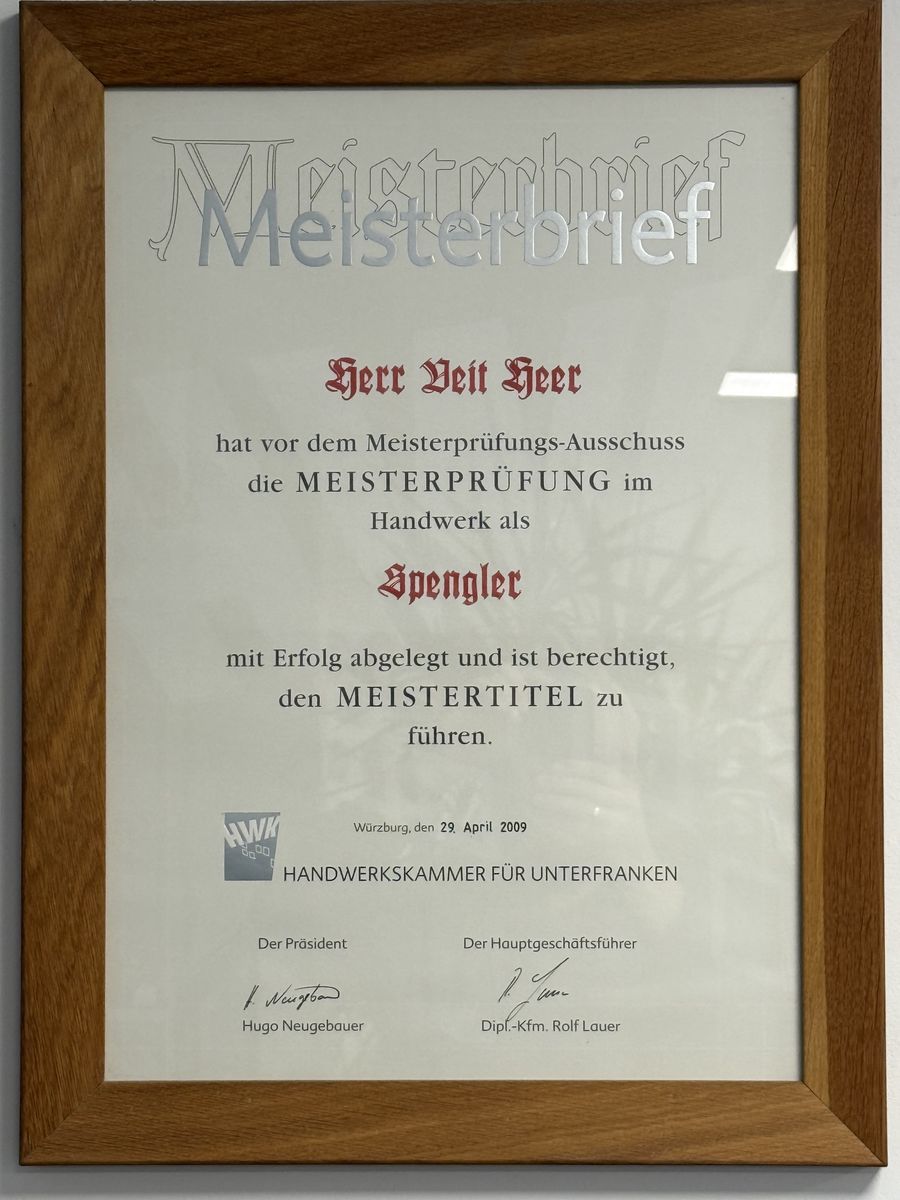 Meisterbrief
Meisterbrief
Herr Veit Heer
hat vor dem Meisterprüfungs-Ausschuss
die MEISTERPRÜFUNG im
Handwerk als
Spengler
mit Erfolg abgelegt und ist berechtigt,
den MEISTERTITEL zu
führen.
Würzburg, den 29. April 2009
HWK
HANDWERKSKAMMER FÜR UNTERFRANKEN
Der Präsident Der Hauptgeschäftsführer
H. Neugebauer R. Lauer
Hugo Neugebauer Dipl.-Kfm. Rolf Lauer